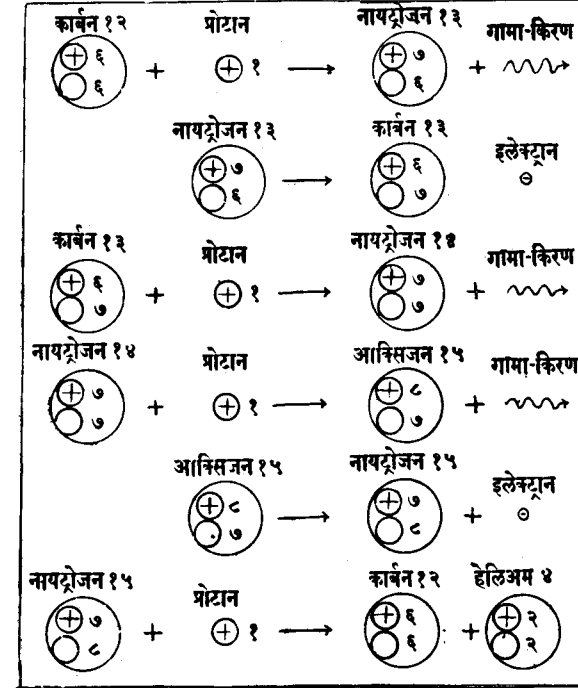 कार्बन १२ प्रोटान नायट्रोजन १३ गामा-किरण
६ + १ ७ +
६ ६
नायट्रोजन १३ कार्बन १३ इलेक्ट्रान
७ ६ ⊖
६ ७
कार्बन १३ प्रोटान नायट्रोजन १४ गामा-किरण
६ + १ ७ +
७ ७
नायट्रोजन १४ प्रोटान आक्सिजन १५ गामा-किरण
७ + १ ८ +
७ ७
आक्सिजन १५ नायट्रोजन १५ इलेक्ट्रान
८ ७ + ⊖
७ ८
नायट्रोजन १५ प्रोटान कार्बन १२ हेलिअम ४
७ + १ ६ + २
८ ६ २